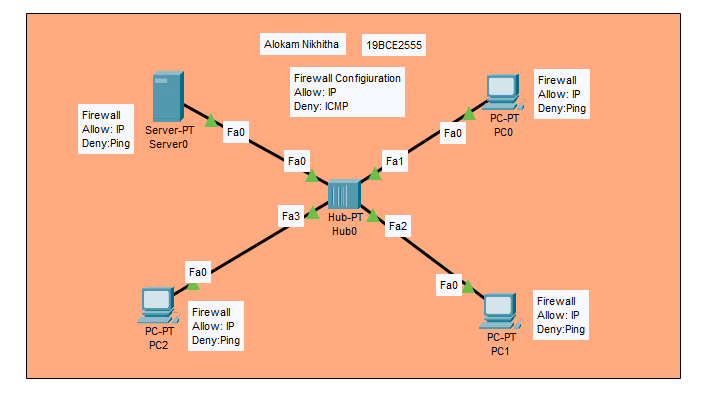 Alokam Nikhitha
19BCE2555
Firewall Configiuration
Allow: IP
Deny: ICMP
Firewall
Allow: IP
Deny:Ping
Server-PT
Server0
Fa0
Fa0
Fa1
Fa0
PC-PT
PC0
Firewall
Allow: IP
Deny:Ping
Hub-PT
Hub0
Fa3
Fa2
Fa0
Fa0
PC-PT
PC2
Firewall
Allow: IP
Deny:Ping
PC-PT
PC1
Firewall
Allow: IP
Deny:Ping